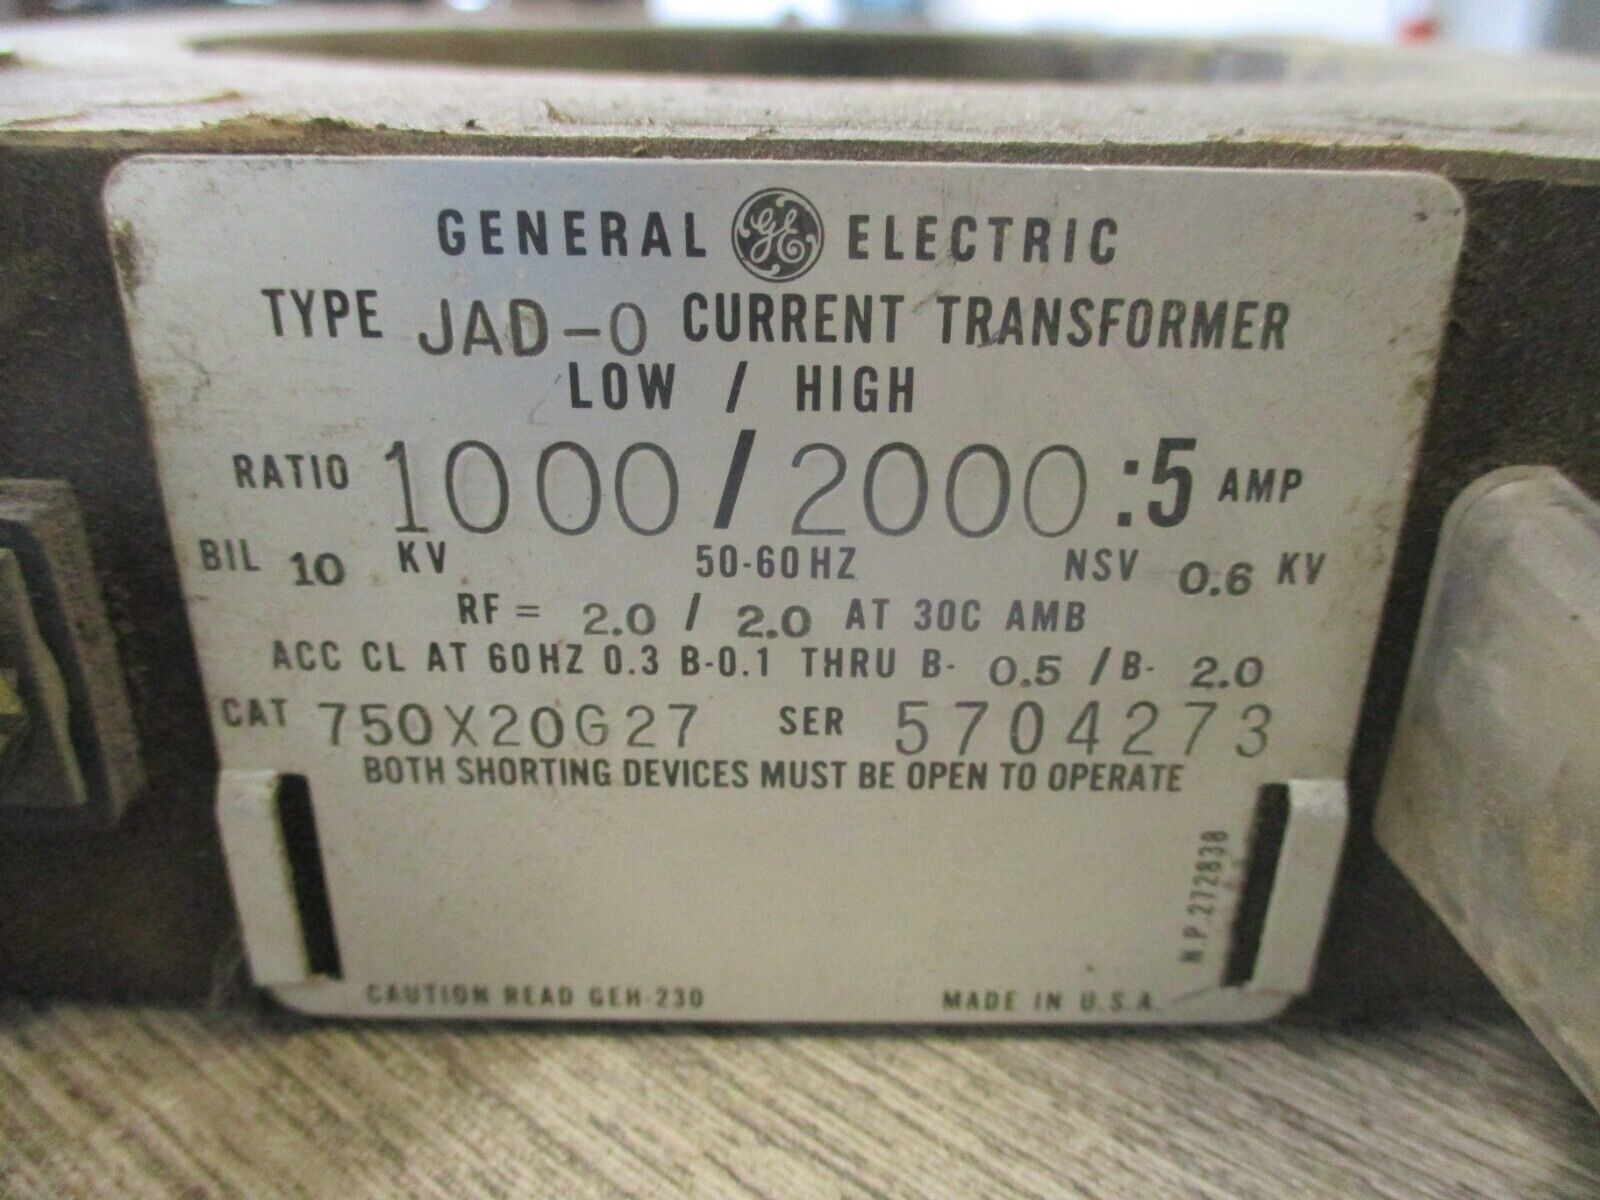 GENERAL GE ELECTRIC
TYPE JAD-0 CURRENT TRANSFORMER
LOW / HIGH
RATIO 1000/2000:5 AMP
BIL 10 KV 50-60HZ NSV 0.6 KV
RF = 2.0 / 2.0 AT 30C AMB
ACC CL AT 60HZ 0.3 B-0.1 THRU B- 0.5 / B- 2.0
CAT 750X20G27 SER 5704273
BOTH SHORTING DEVICES MUST BE OPEN TO OPERATE
N.P. 272838
CAUTION READ GEH-230 MADE IN U.S.A.